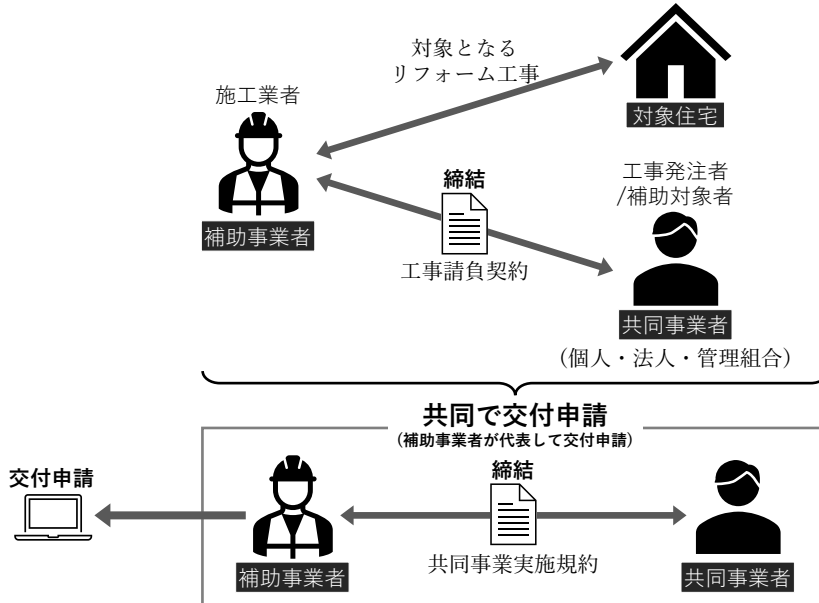 対象となる
リフォーム工事
対象住宅
施工業者
補助事業者
締結
工事請負契約
工事発注者
/補助対象者
共同事業者
(個人・法人・管理組合)
共同で交付申請
(補助事業者が代表して交付申請)
交付申請
補助事業者
締結
共同事業実施規約
共同事業者